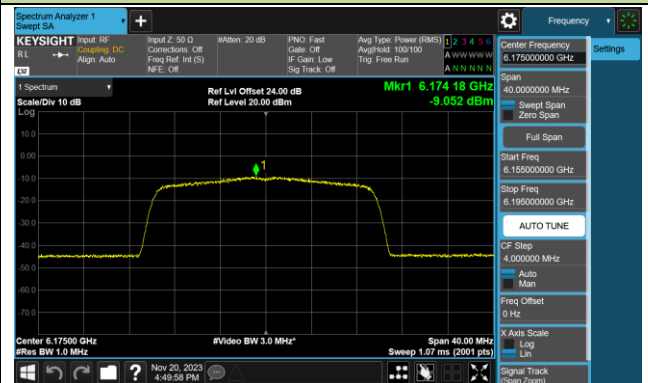 Spectrum Analyzer 1
Swept SA
Frequency
KEYSIGHT
RL
Input: RF
Coupling: DC
Align: Auto
Input Z: 50 Ω
Corrections: Off
Freq Ref: Int (S)
NFE: Off
#Atten: 20 dB
PNO: Fast
Gate: Off
IF Gain: Low
Sig Track: Off
Avg Type: Power (RMS)
Avg|Hold: 100/100
Trig: Free Run
1 2 3 4 5 6
A W W W W W
A N N N N N
LXI
1 Spectrum
Scale/Div 10 dB
Log
Ref Lvl Offset 24.00 dB
Ref Level 20.00 dBm
Mkr1 6.174 18 GHz
-9.052 dBm
10.0
0.00
-10.0
-20.0
-30.0
-40.0
-50.0
-60.0
-70.0
1
Center 6.17500 GHz
#Res BW 1.0 MHz
#Video BW 3.0 MHz*
Span 40.00 MHz
Sweep 1.07 ms (2001 pts)
Nov 20, 2023
4:49:58 PM
Center Frequency
6.175000000 GHz
Settings
Span
40.0000000 MHz
Swept Span
Zero Span
Full Span
Start Freq
6.155000000 GHz
Stop Freq
6.195000000 GHz
AUTO TUNE
CF Step
4.000000 MHz
Auto
Man
Freq Offset
0 Hz
X Axis Scale
Log
Lin
Signal Track
(Span Zoom)